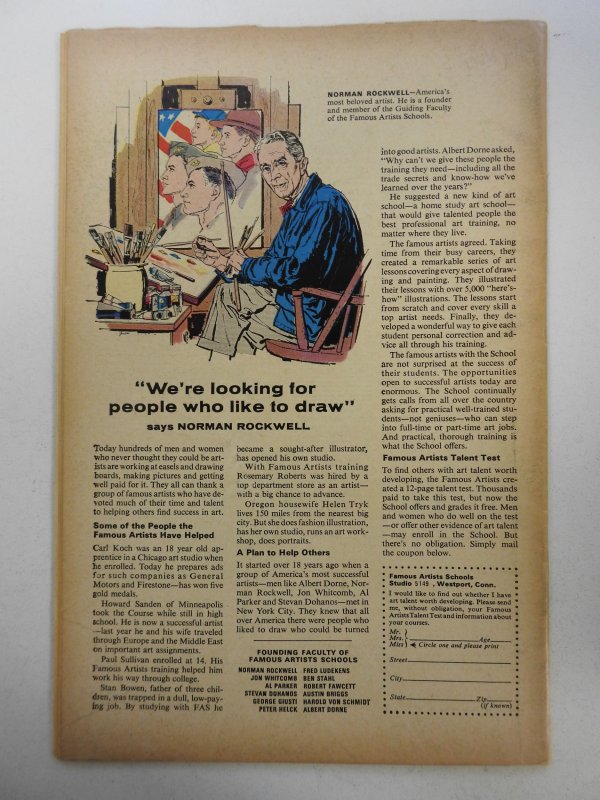 NORMAN ROCKWELL—America's
most beloved artist. He is a founder
and member of the Guiding Faculty
of the Famous Artists Schools.
"We're looking for
people who like to draw"
says NORMAN ROCKWELL
Today hundreds of men and women
who never thought they could be art-
ists are working at easels and drawing
boards, making pictures and getting
well paid for it. They all can thank a
group of famous artists who have de-
voted much of their time and talent
to helping others find success in art.
Some of the People the
Famous Artists Have Helped
Carl Koch was an 18 year old ap-
prentice in a Chicago art studio when
he enrolled. Today he prepares ads
for such companies as General
Motors and Firestone—has won five
gold medals.
Howard Sanden of Minneapolis
took the Course while still in high
school. He is now a successful artist
—last year he and his wife traveled
through Europe and the Middle East
on important art assignments.
Paul Sullivan enrolled at 14. His
Famous Artists training helped him
work his way through college.
Stan Bowen, father of three chil-
dren, was trapped in a dull, low-pay-
ing job. By studying with FAS he
became a sought-after illustrator,
has opened his own studio.
With Famous Artists training
Rosemary Roberts was hired by a
top department store as an artist—
with a big chance to advance.
Oregon housewife Helen Tryk
lives 150 miles from the nearest big
city. But she does fashion illustration,
has her own studio, runs an art work-
shop, does portraits.
A Plan to Help Others
It started over 18 years ago when a
group of America's most successful
artists—men like Albert Dorne, Nor-
man Rockwell, Jon Whitcomb, Al
Parker and Stevan Dohanos—met in
New York City. They knew that all
over America there were people who
liked to draw who could be turned
FOUNDING FACULTY OF
FAMOUS ARTISTS SCHOOLS
NORMAN ROCKWELL FRED LUDEKENS
JON WHITCOMB BEN STAHL
AL PARKER ROBERT FAWCETT
STEVAN DOHANOS AUSTIN BRIGGS
GEORGE GIUSTI HAROLD VON SCHMIDT
PETER HELCK ALBERT DORNE
into good artists. Albert Dorne asked,
"Why can't we give these people the
training they need—including all the
trade secrets and know-how we've
learned over the years?"
He suggested a new kind of art
school—a home study art school—
that would give talented people the
best professional art training, no
matter where they live.
The famous artists agreed. Taking
time from their busy careers, they
created a remarkable series of art
lessons covering every aspect of draw-
ing and painting. They illustrated
their lessons with over 5,000 "here's-
how" illustrations. The lessons start
from scratch and cover every skill a
top artist needs. Finally, they de-
veloped a wonderful way to give each
student personal correction and ad-
vice all through his training.
The famous artists with the School
are not surprised at the success of
their students. The opportunities
open to successful artists today are
enormous. The School continually
gets calls from all over the country
asking for practical well-trained stu-
dents—not geniuses—who can step
into full-time or part-time art jobs.
And practical, thorough training is
what the School offers.
Famous Artists Talent Test
To find others with art talent worth
developing, the Famous Artists cre-
ated a 12-page talent test. Thousands
paid to take this test, but now the
School offers and grades it free. Men
and women who do well on the test
—or offer other evidence of art talent
—may enroll in the School. But
there's no obligation. Simply mail
the coupon below.
Famous Artists Schools
Studio 5149, Westport, Conn.
I would like to find out whether I have
art talent worth developing. Please send
me, without obligation, your Famous
Artists Talent Test and information about
your courses.
Mr.
Mrs. Age
Miss Circle one and please print
Street
City
State Zip
(if known)